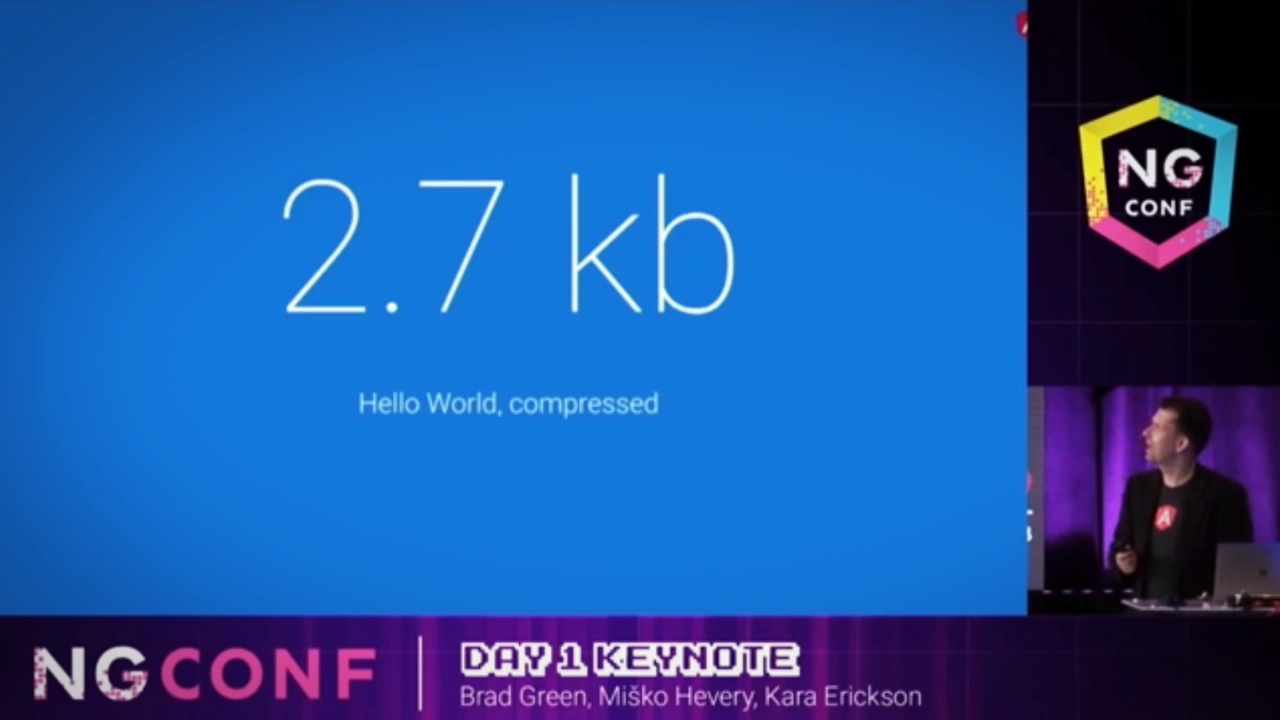 2.7 kb
Hello World, compressed
NG
CONF
NG CONF
DAY 1 KEYNOTE
Brad Green, Miško Hevery, Kara Erickson